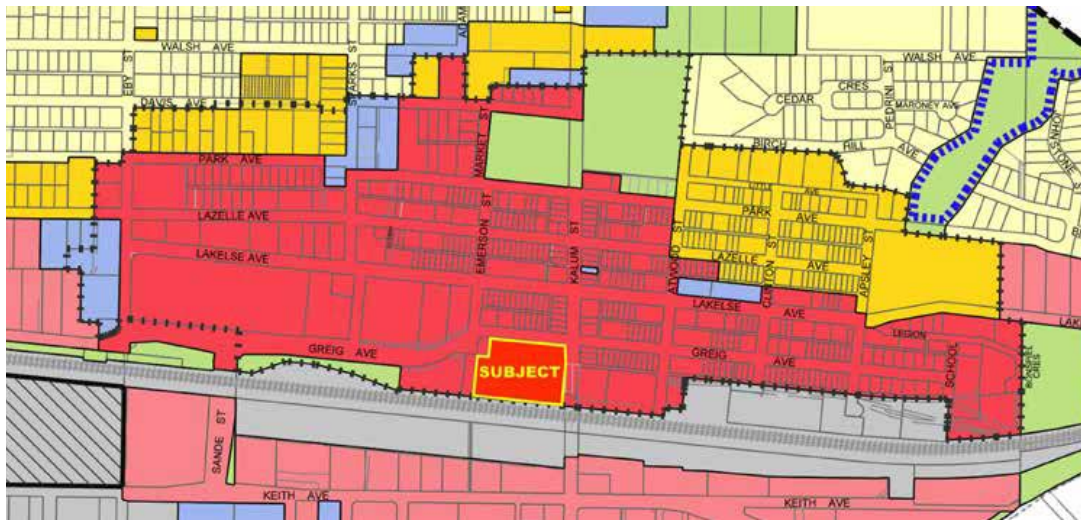 WALSH AVE
EBY ST
SPARKS ST
DAVIS AVE
MARKET ST
WALSH AVE
CEDAR CRES
PEDRINI ST
MARONEY AVE
BIRCH HILL AVE
PARK AVE
LAZELLE AVE
LAKELSE AVE
EMERSON ST
KALUM ST
LITTLE AVE
PARK AVE
ATWOOD ST
LAZELLE AVE
CLINTON ST
APSLEY ST
LAKELSE AVE
LEGION
GREIG AVE
SUBJECT
GREIG AVE
SCHOOL
SANDE ST
KEITH AVE
KEITH AVE